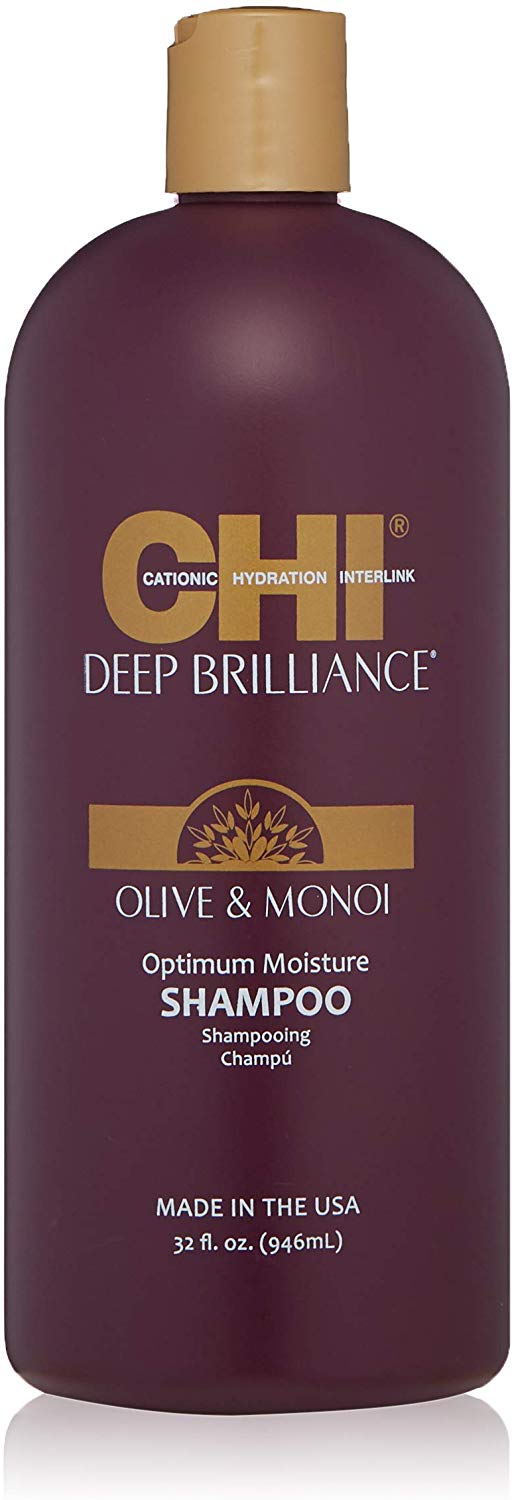 CHI®
CATIONIC HYDRATION INTERLINK
DEEP BRILLIANCE®
OLIVE & MONOI
Optimum Moisture
SHAMPOO
Shampooing
Champú
MADE IN THE USA
32 fl. oz. (946mL)